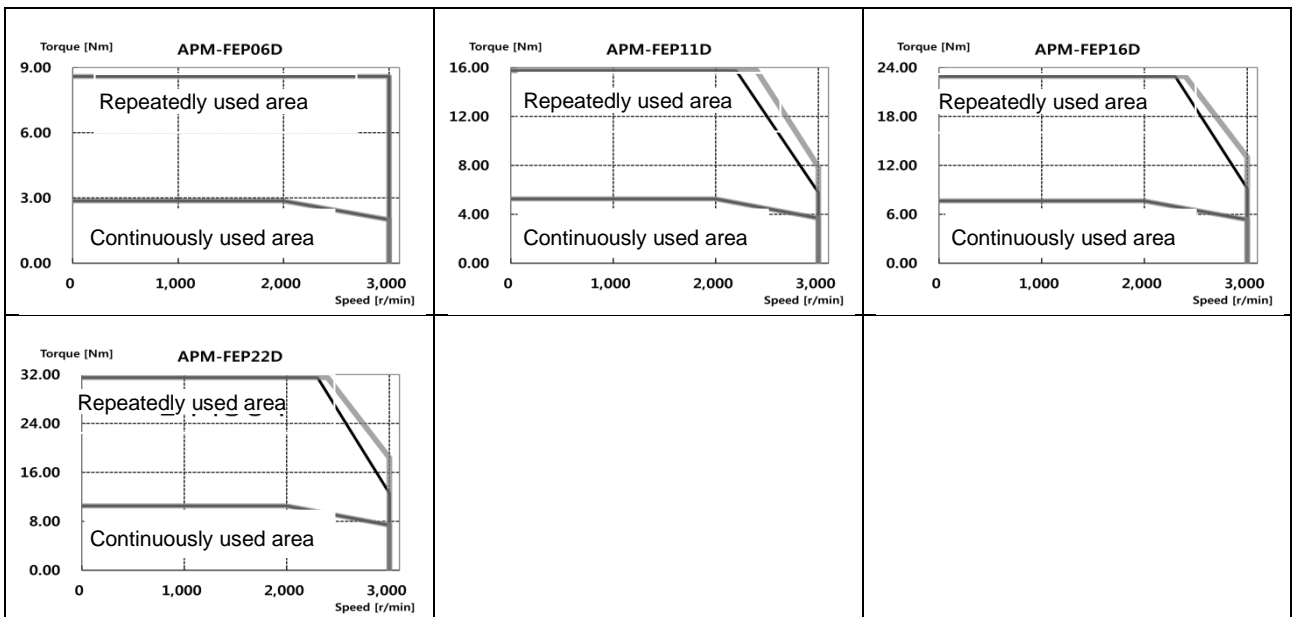 Torque [Nm] APM-FEP06D
9.00
Repeatedly used area
6.00
3.00
Continuously used area
0.00
0 1,000 2,000 3,000
Speed [r/min]
Torque [Nm] APM-FEP11D
16.00
Repeatedly used area
12.00
8.00
4.00
Continuously used area
0.00
0 1,000 2,000 3,000
Speed [r/min]
Torque [Nm] APM-FEP16D
24.00
Repeatedly used area
18.00
12.00
6.00
Continuously used area
0.00
0 1,000 2,000 3,000
Speed [r/min]
Torque [Nm] APM-FEP22D
32.00
Repeatedly used area
24.00
16.00
8.00
Continuously used area
0.00
0 1,000 2,000 3,000
Speed [r/min]